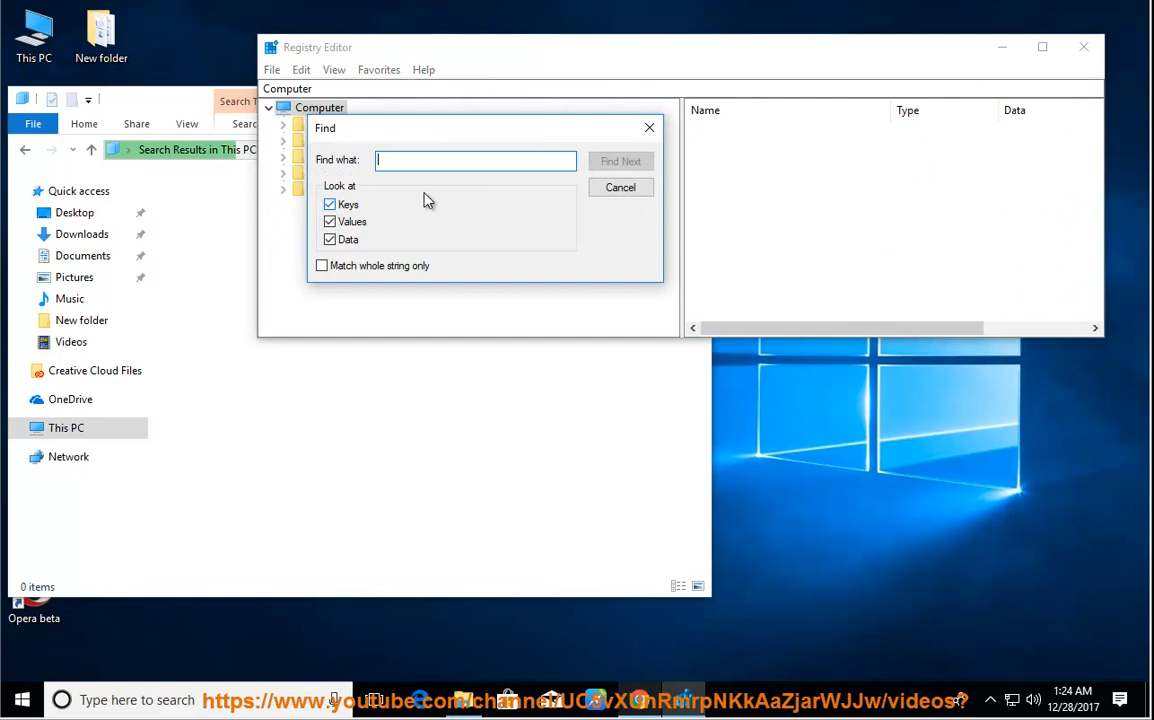 This PC
New folder
Registry Editor
File Edit View Favorites Help
Computer
Computer
Name Type Data
Find
Find what:
Find Next
Look at
Cancel
Keys
Values
Data
Match whole string only
Search T
File Home Share View Searc
Search Results in This PC
Quick access
Desktop
Downloads
Documents
Pictures
Music
New folder
Videos
Creative Cloud Files
OneDrive
This PC
Network
0 items
Opera beta
Type here to search
1:24 AM
12/28/2017